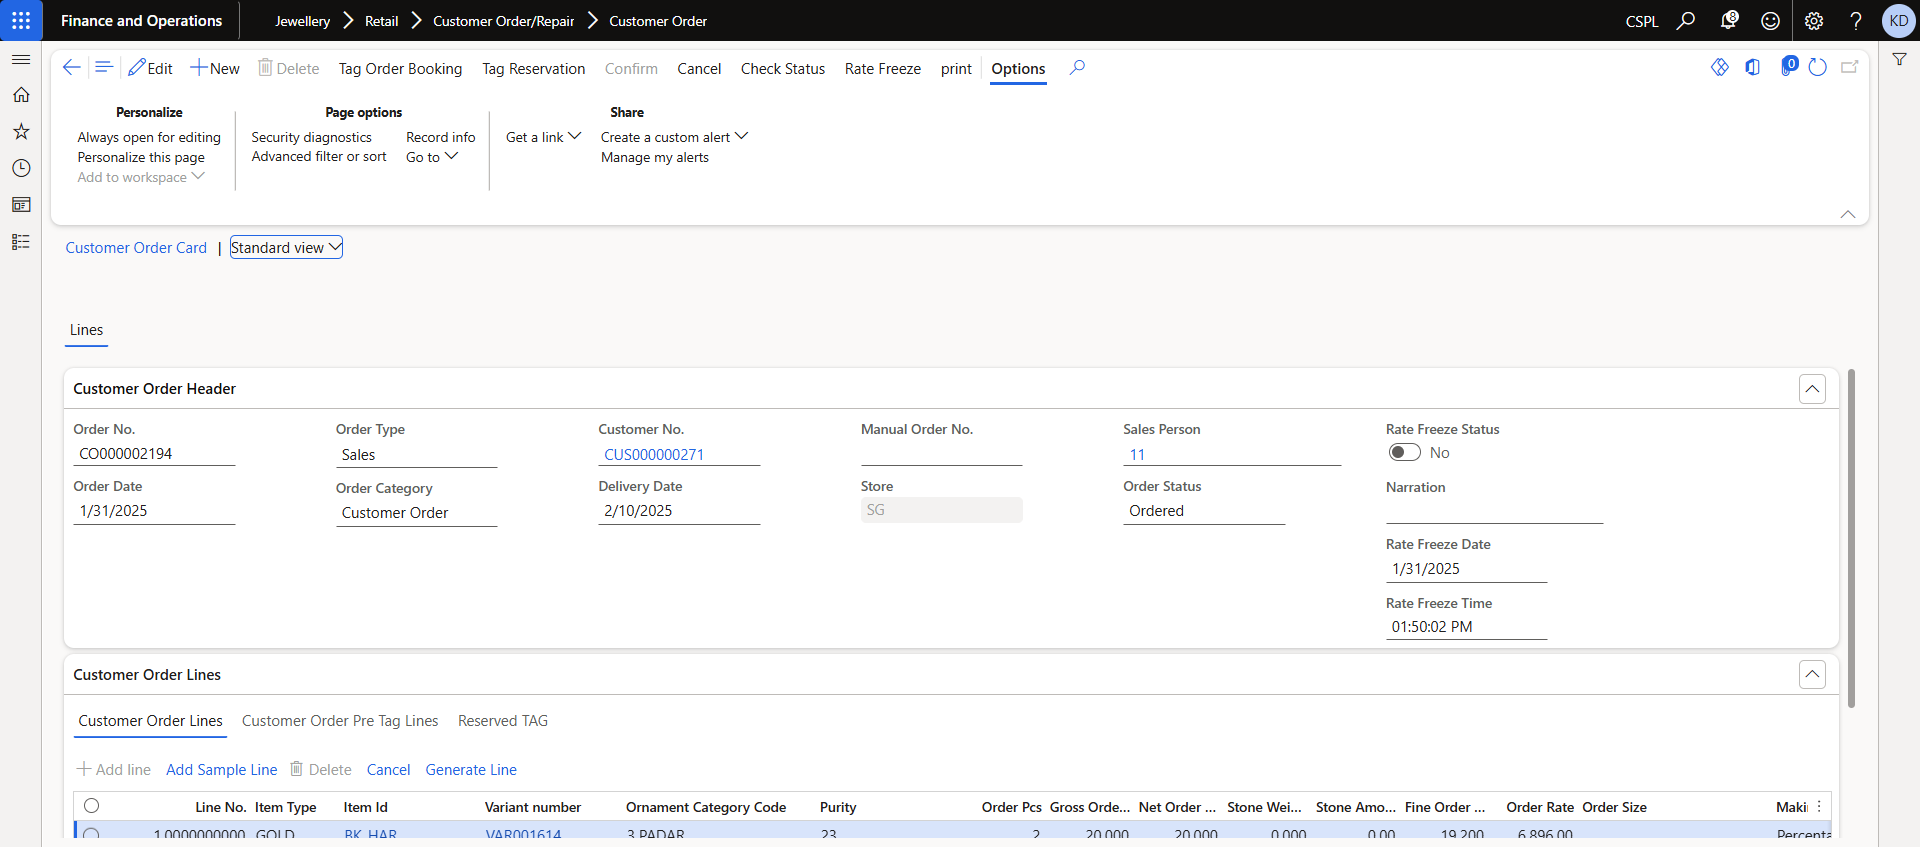 Finance and Operations
Jewellery > Retail > Customer Order/Repair > Customer Order
CSPL
8
KD
Edit
New
Delete
Tag Order Booking
Tag Reservation
Confirm
Cancel
Check Status
Rate Freeze
print
Options
0
Personalize
Always open for editing
Personalize this page
Add to workspace
Page options
Security diagnostics
Advanced filter or sort
Record info
Go to
Share
Get a link
Create a custom alert
Manage my alerts
Customer Order Card | Standard view
Lines
Customer Order Header
Order No.
CO000002194
Order Date
1/31/2025
Order Type
Sales
Order Category
Customer Order
Customer No.
CUS000000271
Delivery Date
2/10/2025
Manual Order No.
Store
SG
Sales Person
11
Order Status
Ordered
Rate Freeze Status
No
Narration
Rate Freeze Date
1/31/2025
Rate Freeze Time
01:50:02 PM
Customer Order Lines
Customer Order Lines
Customer Order Pre Tag Lines
Reserved TAG
Add line
Add Sample Line
Delete
Cancel
Generate Line
Line No. Item Type Item Id Variant number Ornament Category Code Purity Order Pcs Gross Orde... Net Order ... Stone Wei... Stone Amo... Fine Order ... Order Rate Order Size Maki
1.0000000000 GOLD BK_HAR VAR001614 3 PADAR 23 2 20.000 20.000 0.000 0.00 19.200 6,896.00 Percenta